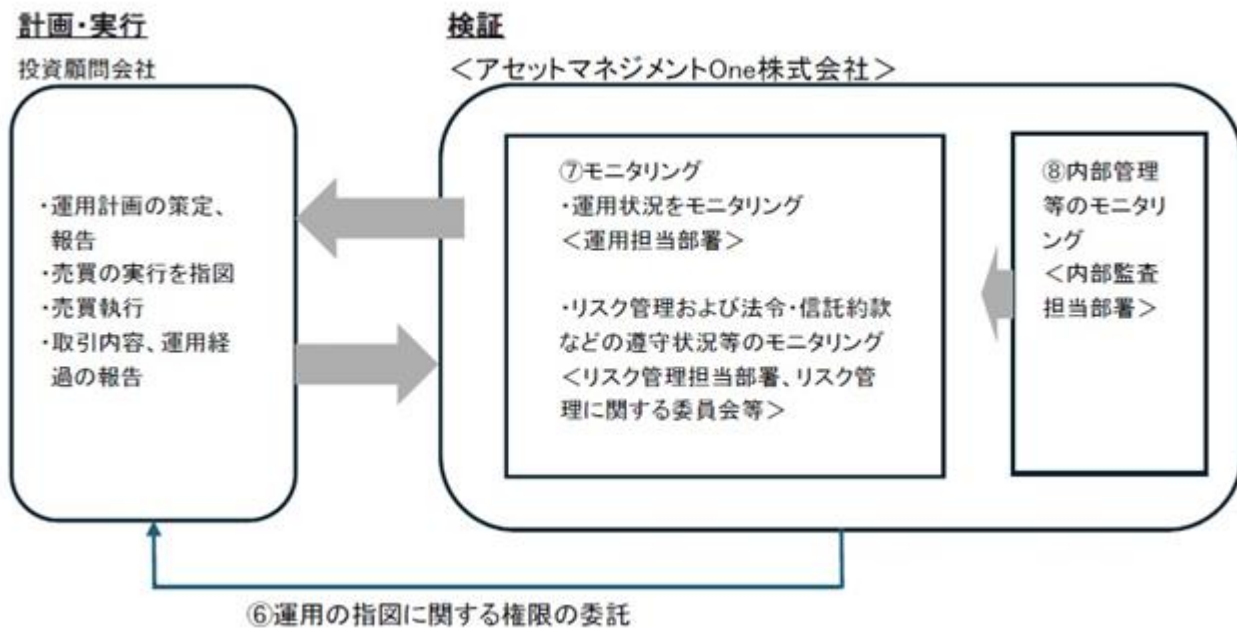 計画・実行
投資顧問会社
・運用計画の策定、
報告
・売買の実行を指図
・売買執行
・取引内容、運用経
過の報告
検証
＜アセットマネジメントOne株式会社＞
⑦モニタリング
・運用状況をモニタリング
＜運用担当部署＞
・リスク管理および法令・信託約款
などの遵守状況等のモニタリング
＜リスク管理担当部署、リスク管
理に関する委員会等＞
⑧内部管理
等のモニタリ
ング
＜内部監査
担当部署＞
⑥運用の指図に関する権限の委託